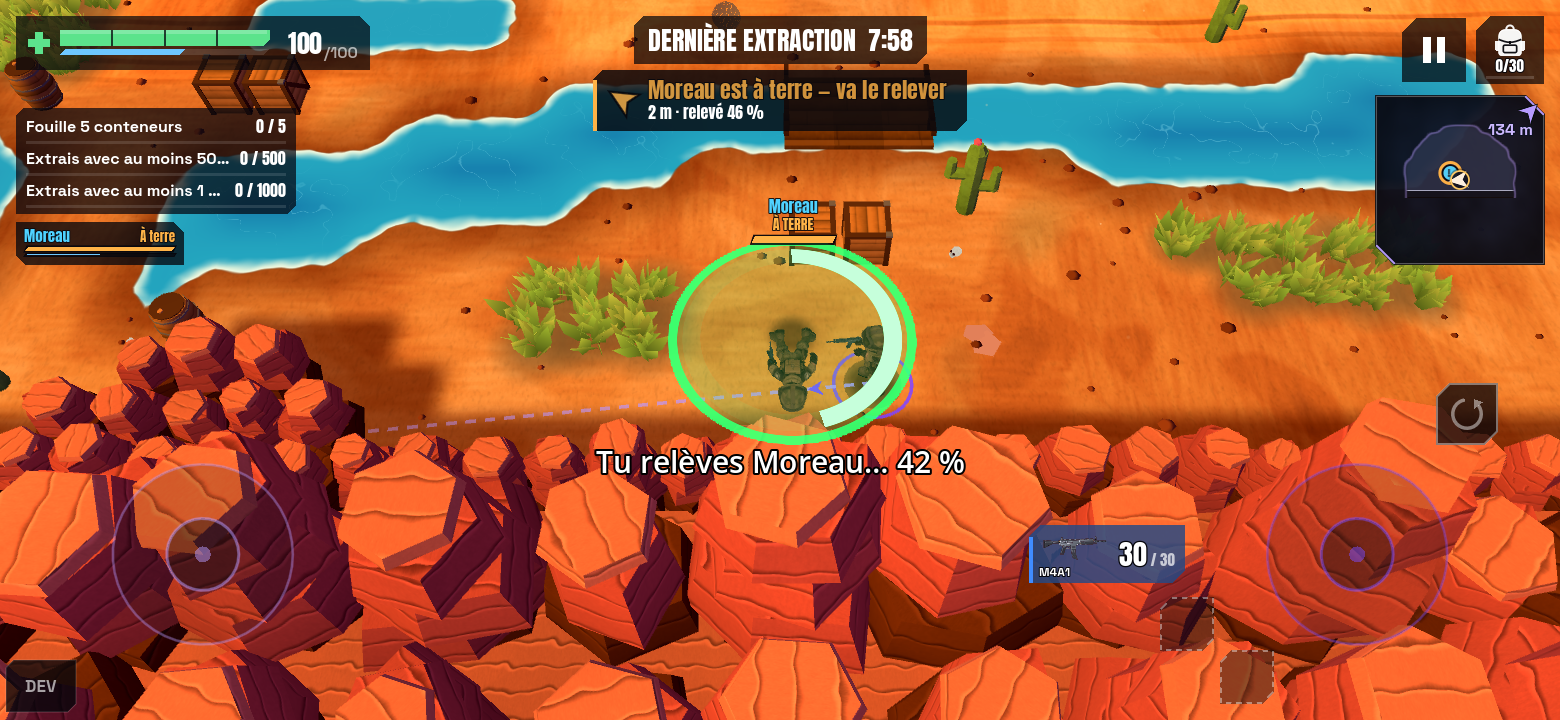 100/100
DERNIÈRE EXTRACTION 7:58
0/30
Moreau est à terre – va le relever
2 m · relevé 46 %
134 m
Fouille 5 conteneurs 0 / 5
Extrais avec au moins 50... 0 / 500
Extrais avec au moins 1 ... 0 / 1000
Moreau À terre
Moreau
À TERRE
Tu relèves Moreau... 42 %
30 / 30
M4A1
DEV